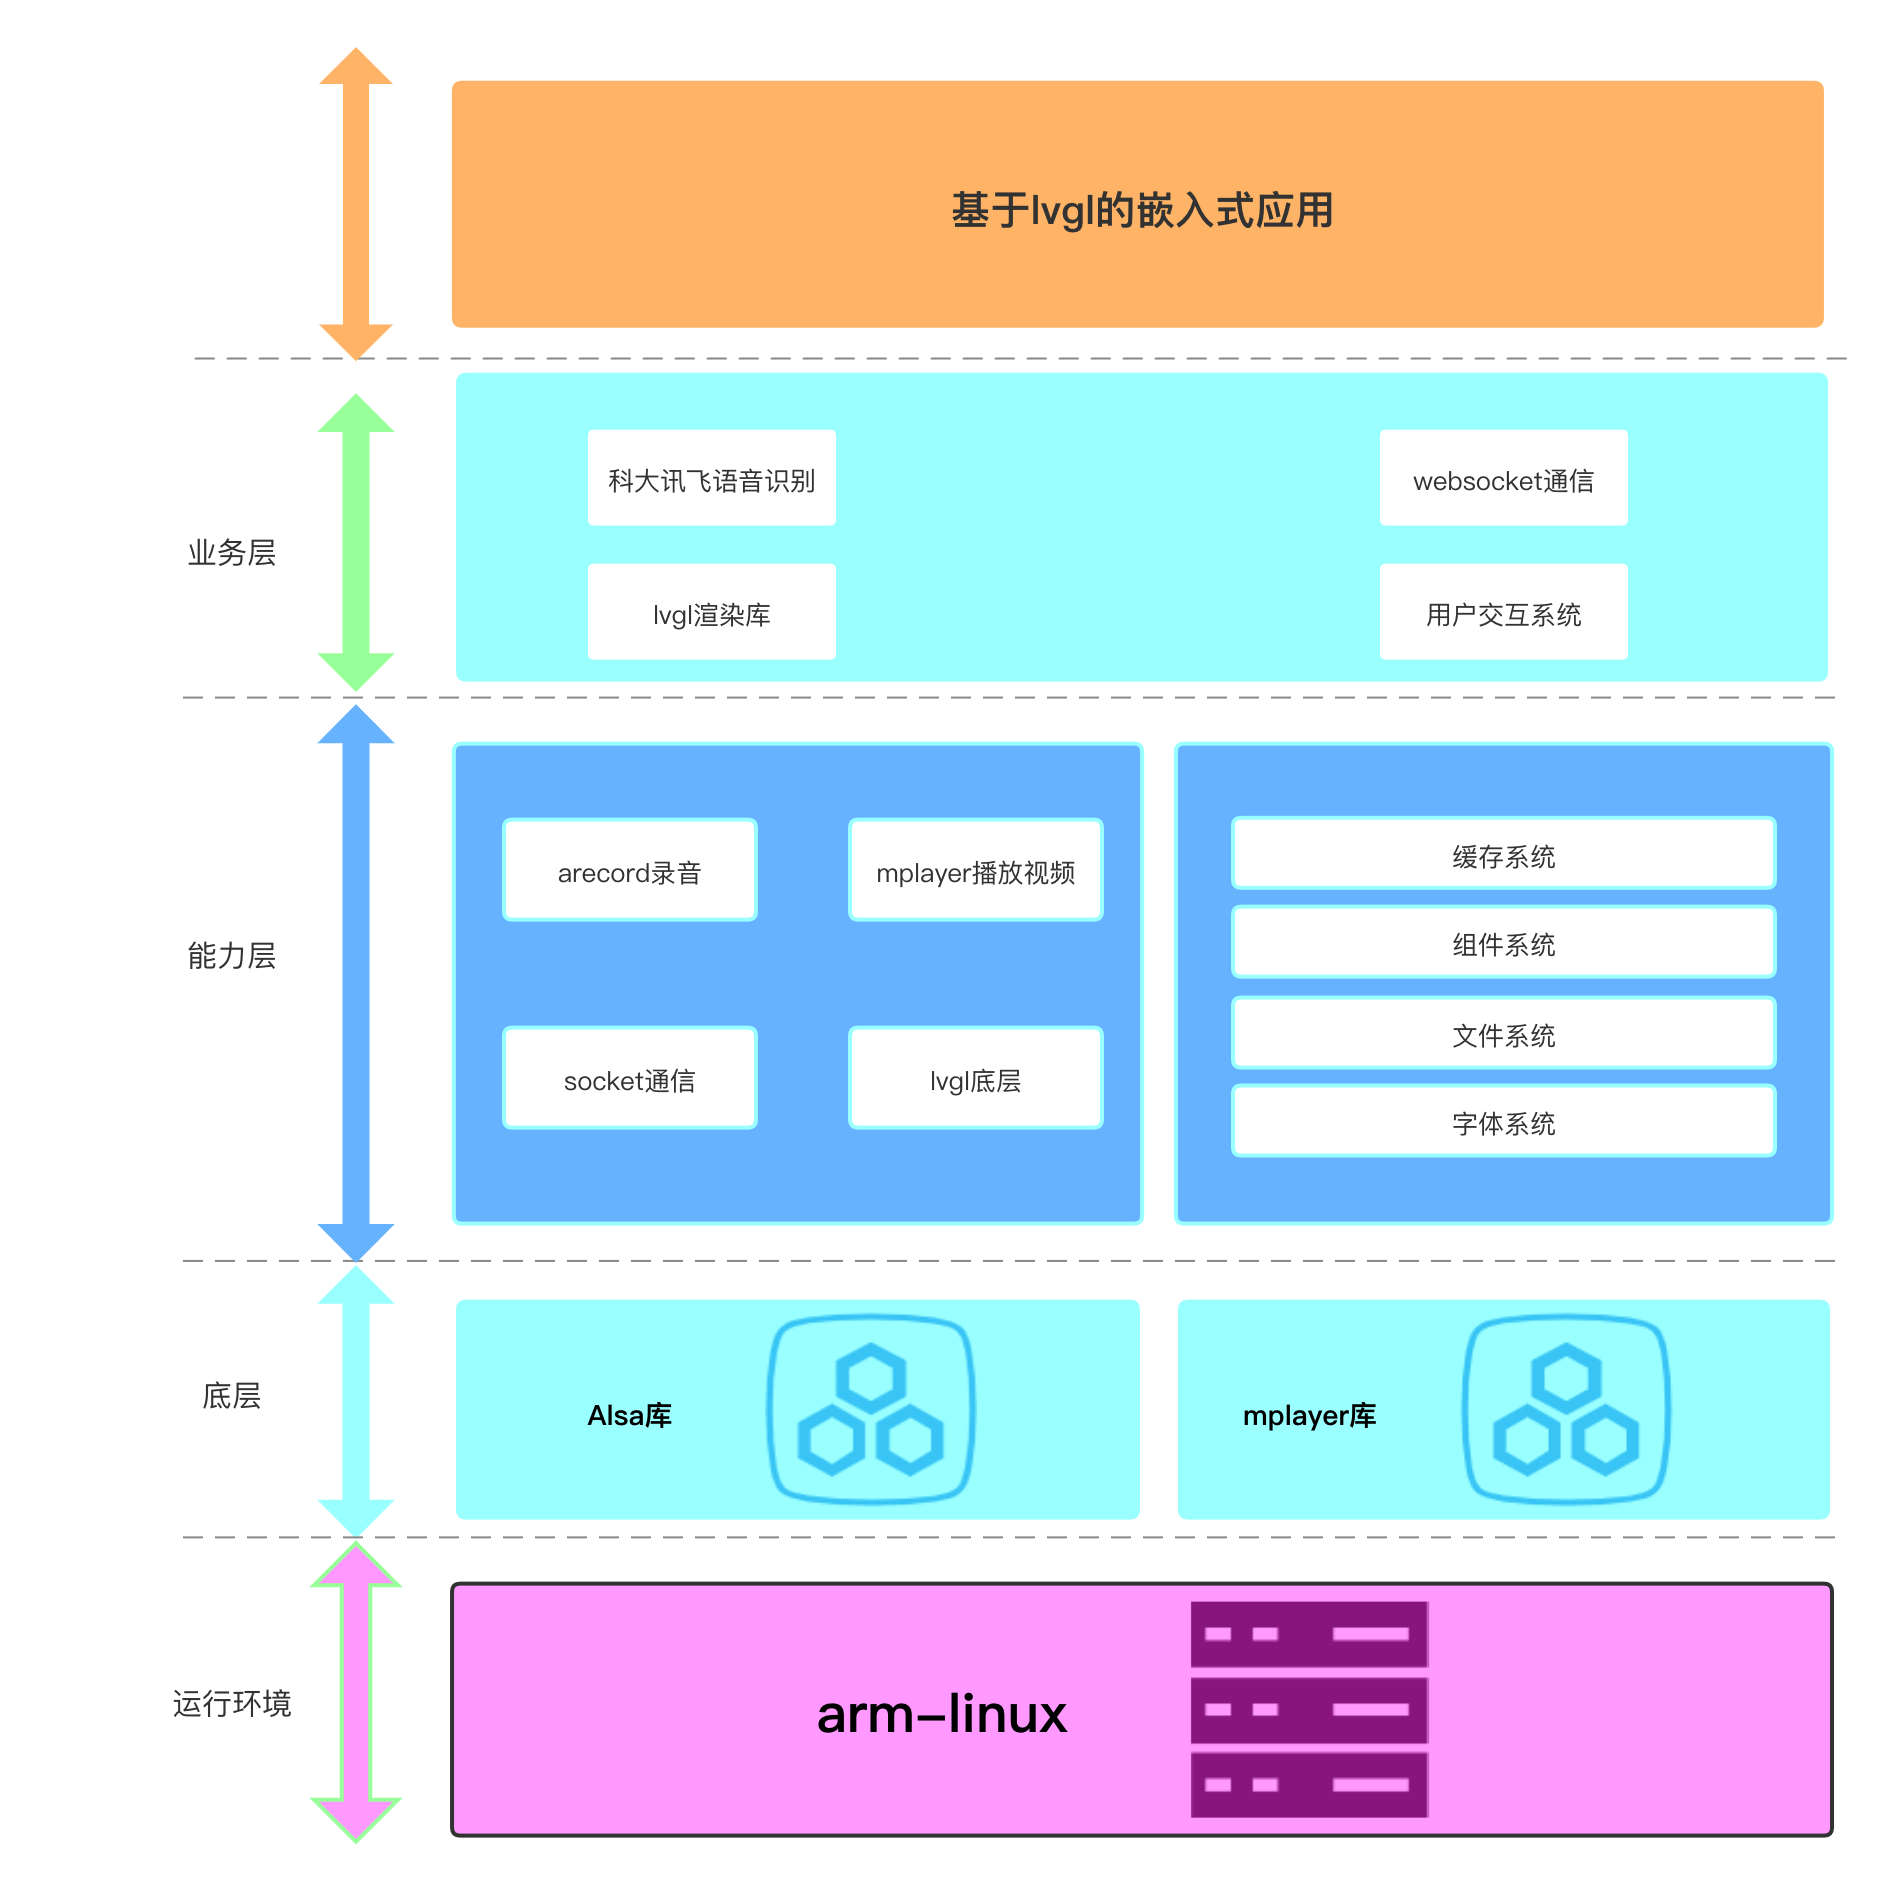 基于lvgl的嵌入式应用
业务层
科大讯飞语音识别
websocket通信
lvgl渲染库
用户交互系统
能力层
arecord录音
mplayer播放视频
socket通信
lvgl底层
缓存系统
组件系统
文件系统
字体系统
底层
Alsa库
mplayer库
运行环境
arm-linux